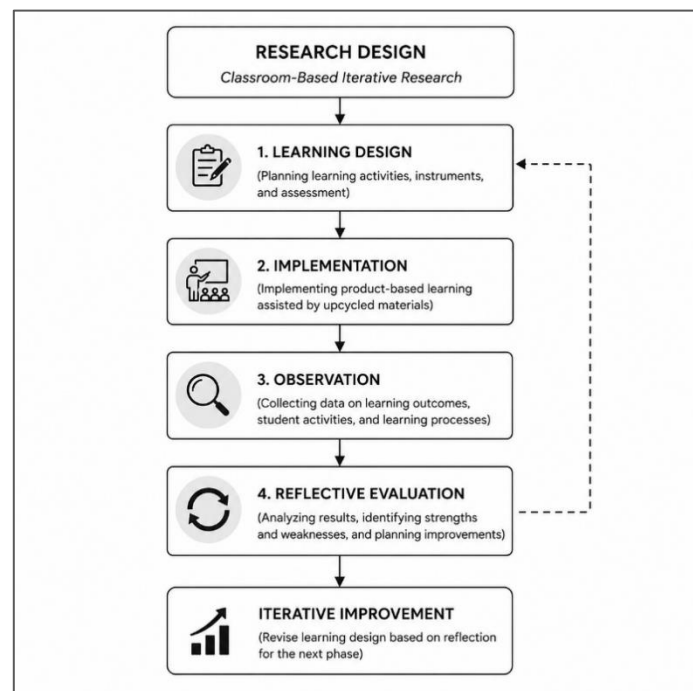 RESEARCH DESIGN
Classroom-Based Iterative Research
1. LEARNING DESIGN
(Planning learning activities, instruments,
and assessment)
2. IMPLEMENTATION
(Implementing product-based learning
assisted by upcycled materials)
3. OBSERVATION
(Collecting data on learning outcomes,
student activities, and learning processes)
4. REFLECTIVE EVALUATION
(Analyzing results, identifying strengths
and weaknesses, and planning improvements)
ITERATIVE IMPROVEMENT
(Revise learning design based on reflection
for the next phase)